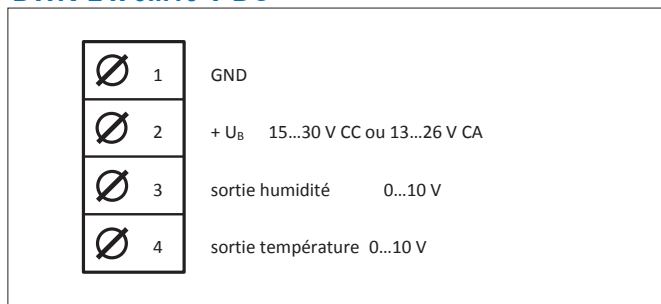 1 GND
2 + UB 15...30 V CC ou 13...26 V CA
3 sortie humidité 0...10 V
4 sortie température 0...10 V